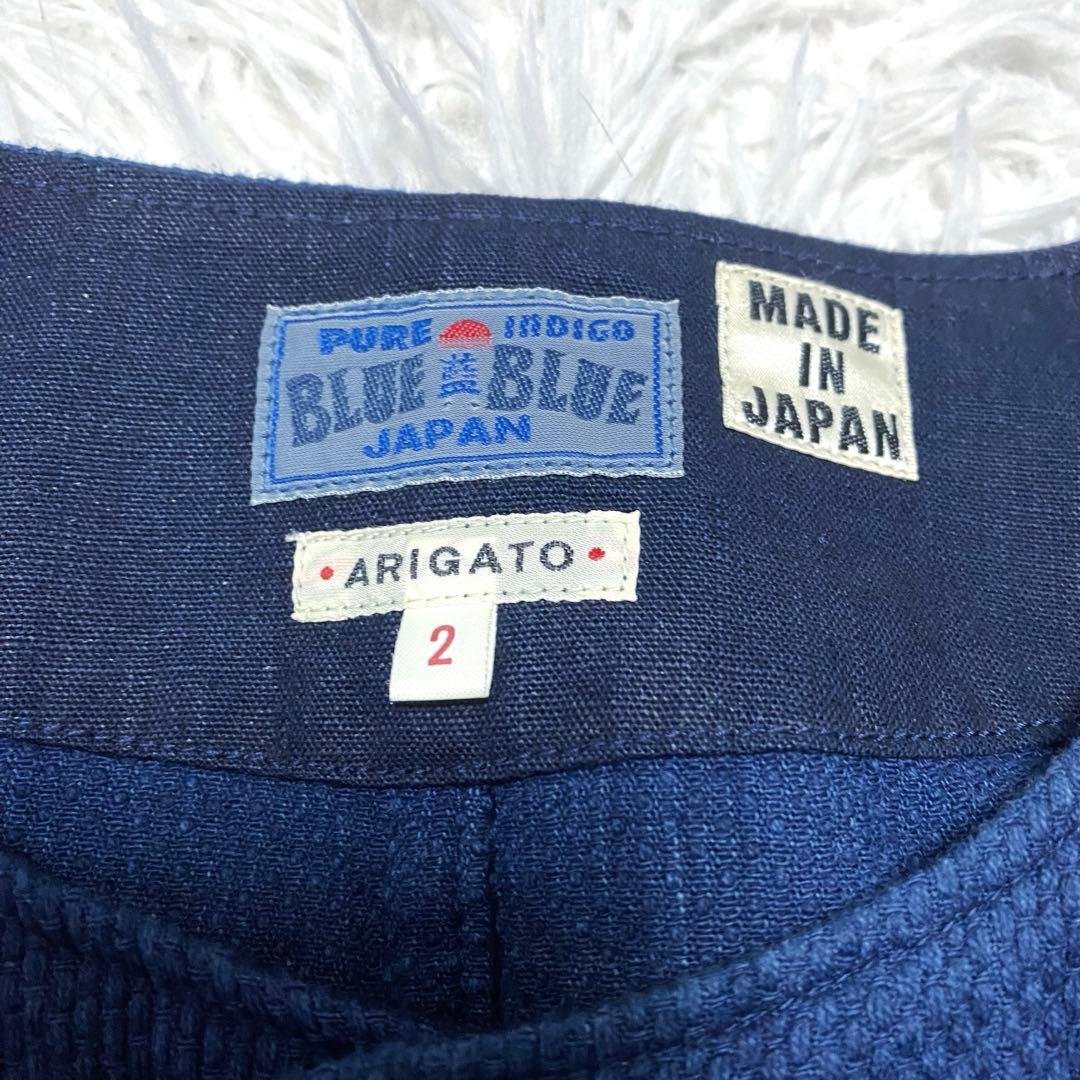 PURE INDIGO
BLUE 藍 BLUE
JAPAN
MADE
IN
JAPAN
• ARIGATO •
2